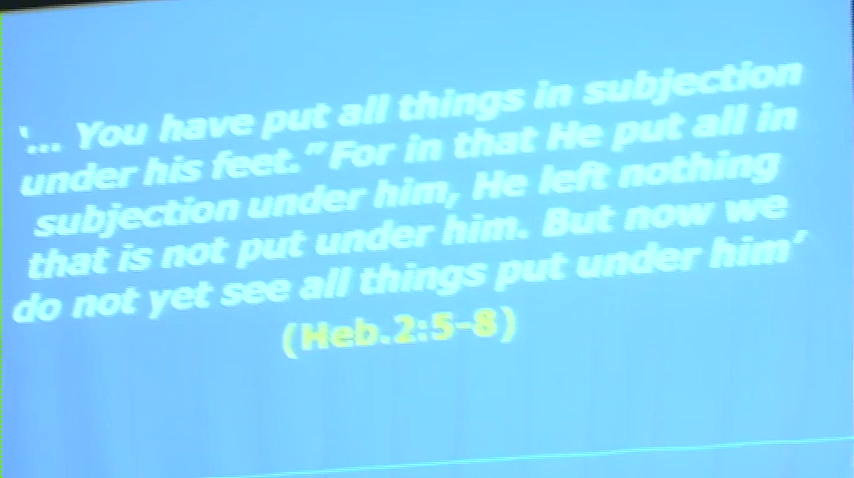 '... You have put all things in subjection
under his feet." For in that He put all in
subjection under him, He left nothing
that is not put under him. But now we
do not yet see all things put under him'
(Heb.2:5-8)